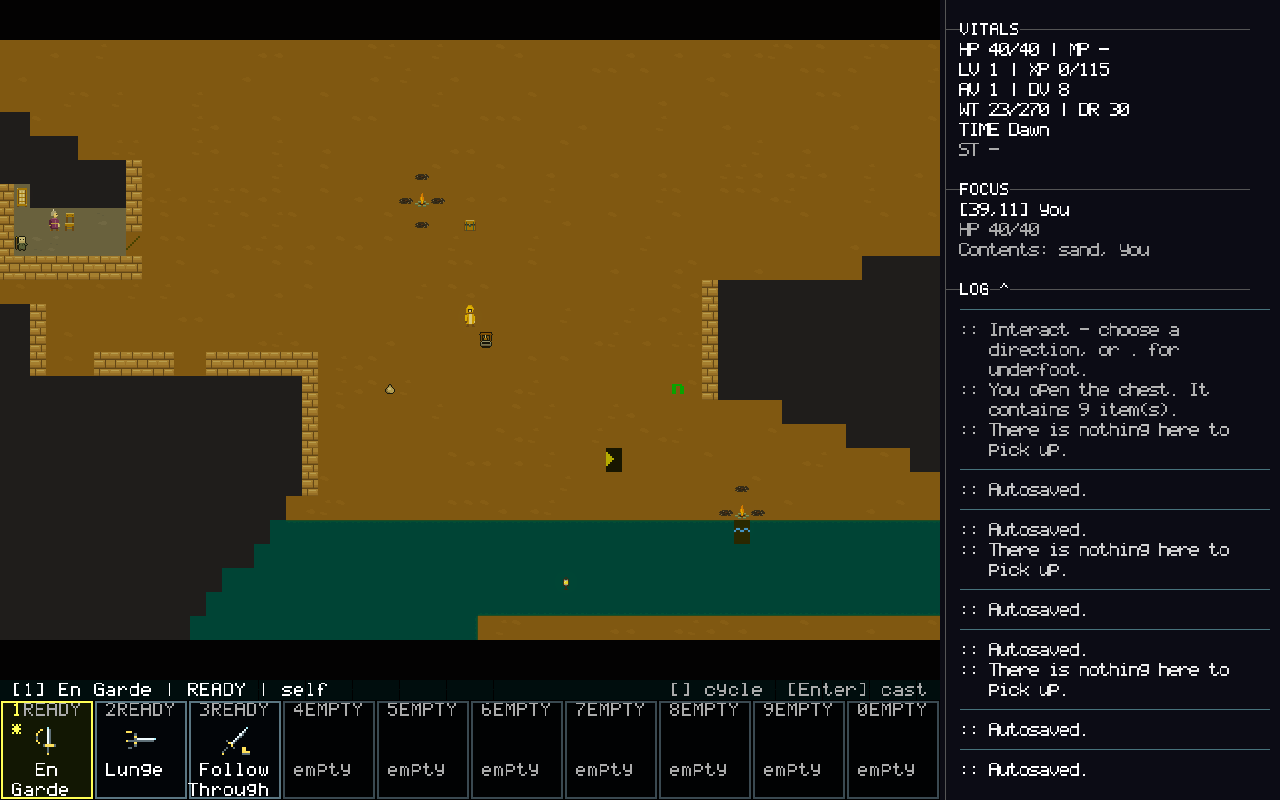 VITALS
HP 40/40 | MP -
LV 1 | XP 0/115
AV 1 | DV 8
WT 23/270 | DR 30
TIME Dawn
ST -
FOCUS
[39,11] You
HP 40/40
Contents: sand, You
LOG ^
:: Interact - choose a
direction, or . for
underfoot.
:: You open the chest. It
contains 9 item(s).
:: There is nothing here to
Pick up.
:: Autosaved.
:: Autosaved.
:: There is nothing here to
Pick up.
:: Autosaved.
:: Autosaved.
:: There is nothing here to
Pick up.
:: Autosaved.
:: Autosaved.
[1] En Garde | READY | self
[] cycle [Enter] cast
1READY 2READY 3READY 4EMPTY 5EMPTY 6EMPTY 7EMPTY 8EMPTY 9EMPTY 0EMPTY
En Garde
Lunge
Follow Through
empty empty empty empty empty empty empty